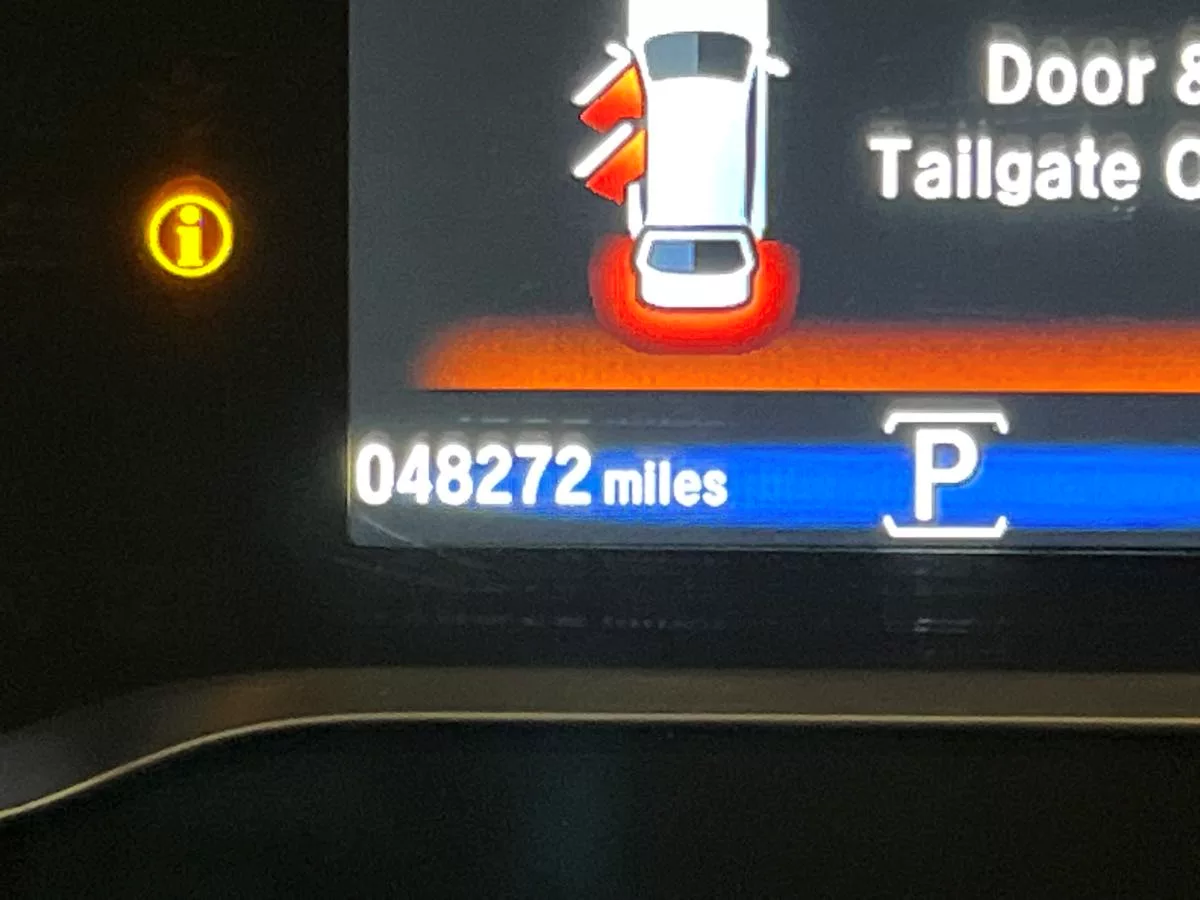 Door &
Tailgate
i
048272 miles
P